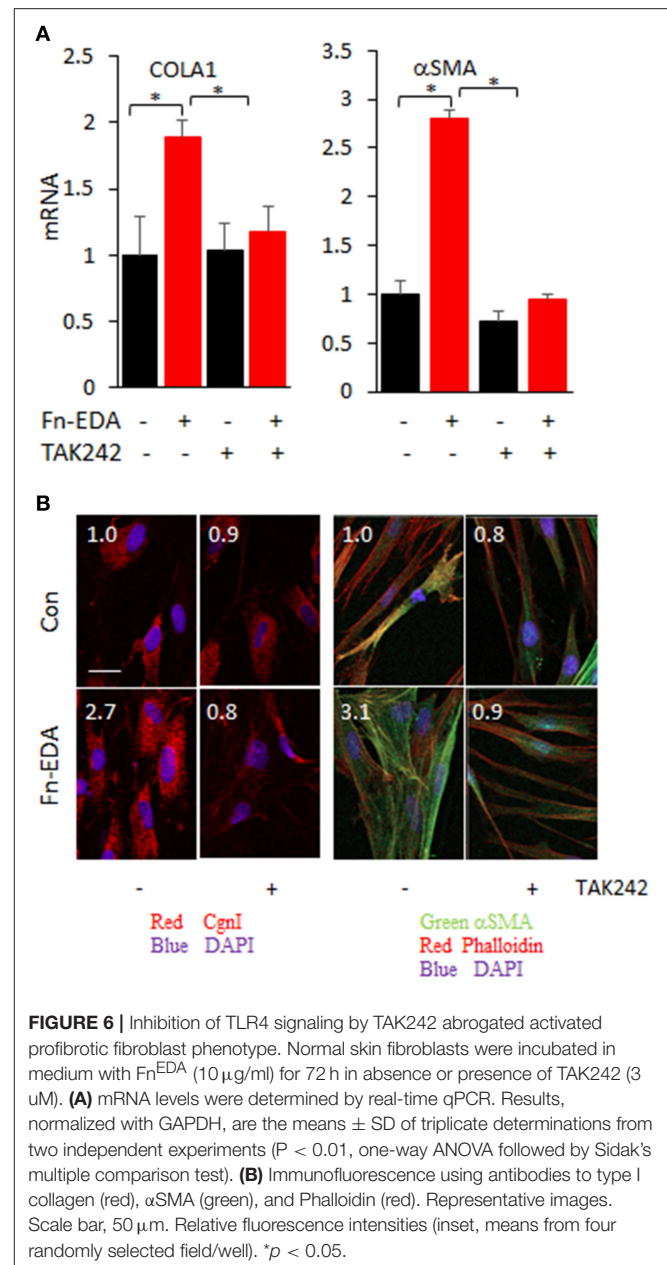 A
COLA1
αSMA
* *
* *
2.5
2
1.5
1
0.5
0
mRNA
3.5
3
2.5
2
1.5
1
0.5
0
Fn-EDA - + - + - + - +
TAK242 - - + + - - + +
B
Con
1.0 0.9 1.0 0.8
Fn-EDA
2.7 0.8 3.1 0.9
- + - + TAK242
Red CgnI
Blue DAPI
Green αSMA
Red Phalloidin
Blue DAPI
FIGURE 6 | Inhibition of TLR4 signaling by TAK242 abrogated activated
profibrotic fibroblast phenotype. Normal skin fibroblasts were incubated in
medium with Fn^EDA (10 μg/ml) for 72 h in absence or presence of TAK242 (3
uM). (A) mRNA levels were determined by real-time qPCR. Results,
normalized with GAPDH, are the means ± SD of triplicate determinations from
two independent experiments (P < 0.01, one-way ANOVA followed by Sidak's
multiple comparison test). (B) Immunofluorescence using antibodies to type I
collagen (red), αSMA (green), and Phalloidin (red). Representative images.
Scale bar, 50 μm. Relative fluorescence intensities (inset, means from four
randomly selected field/well). *p < 0.05.